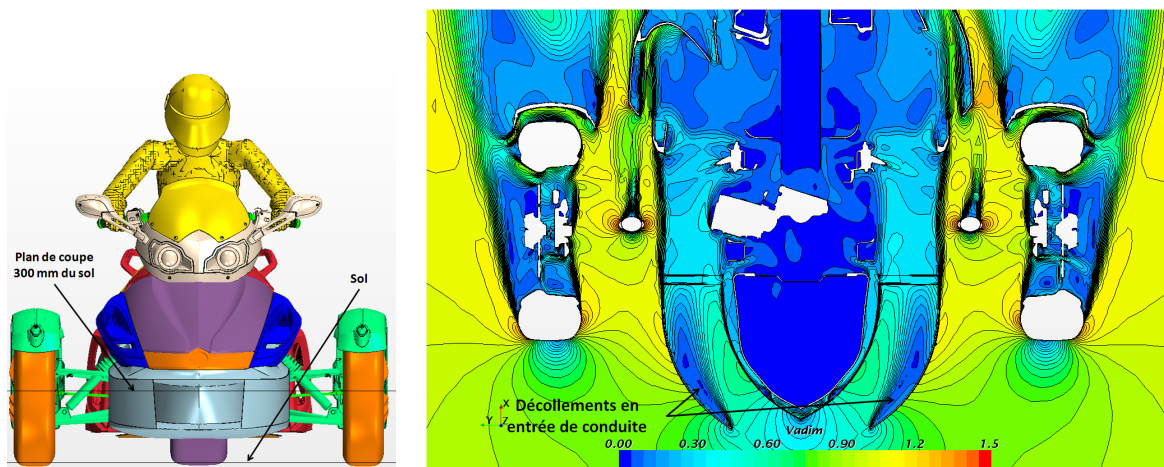 Plan de coupe
300 mm du sol
Sol
X
Y
Z
Décollements en
entrée de conduite
Vadim
0.00 0.30 0.60 0.90 1.2 1.5